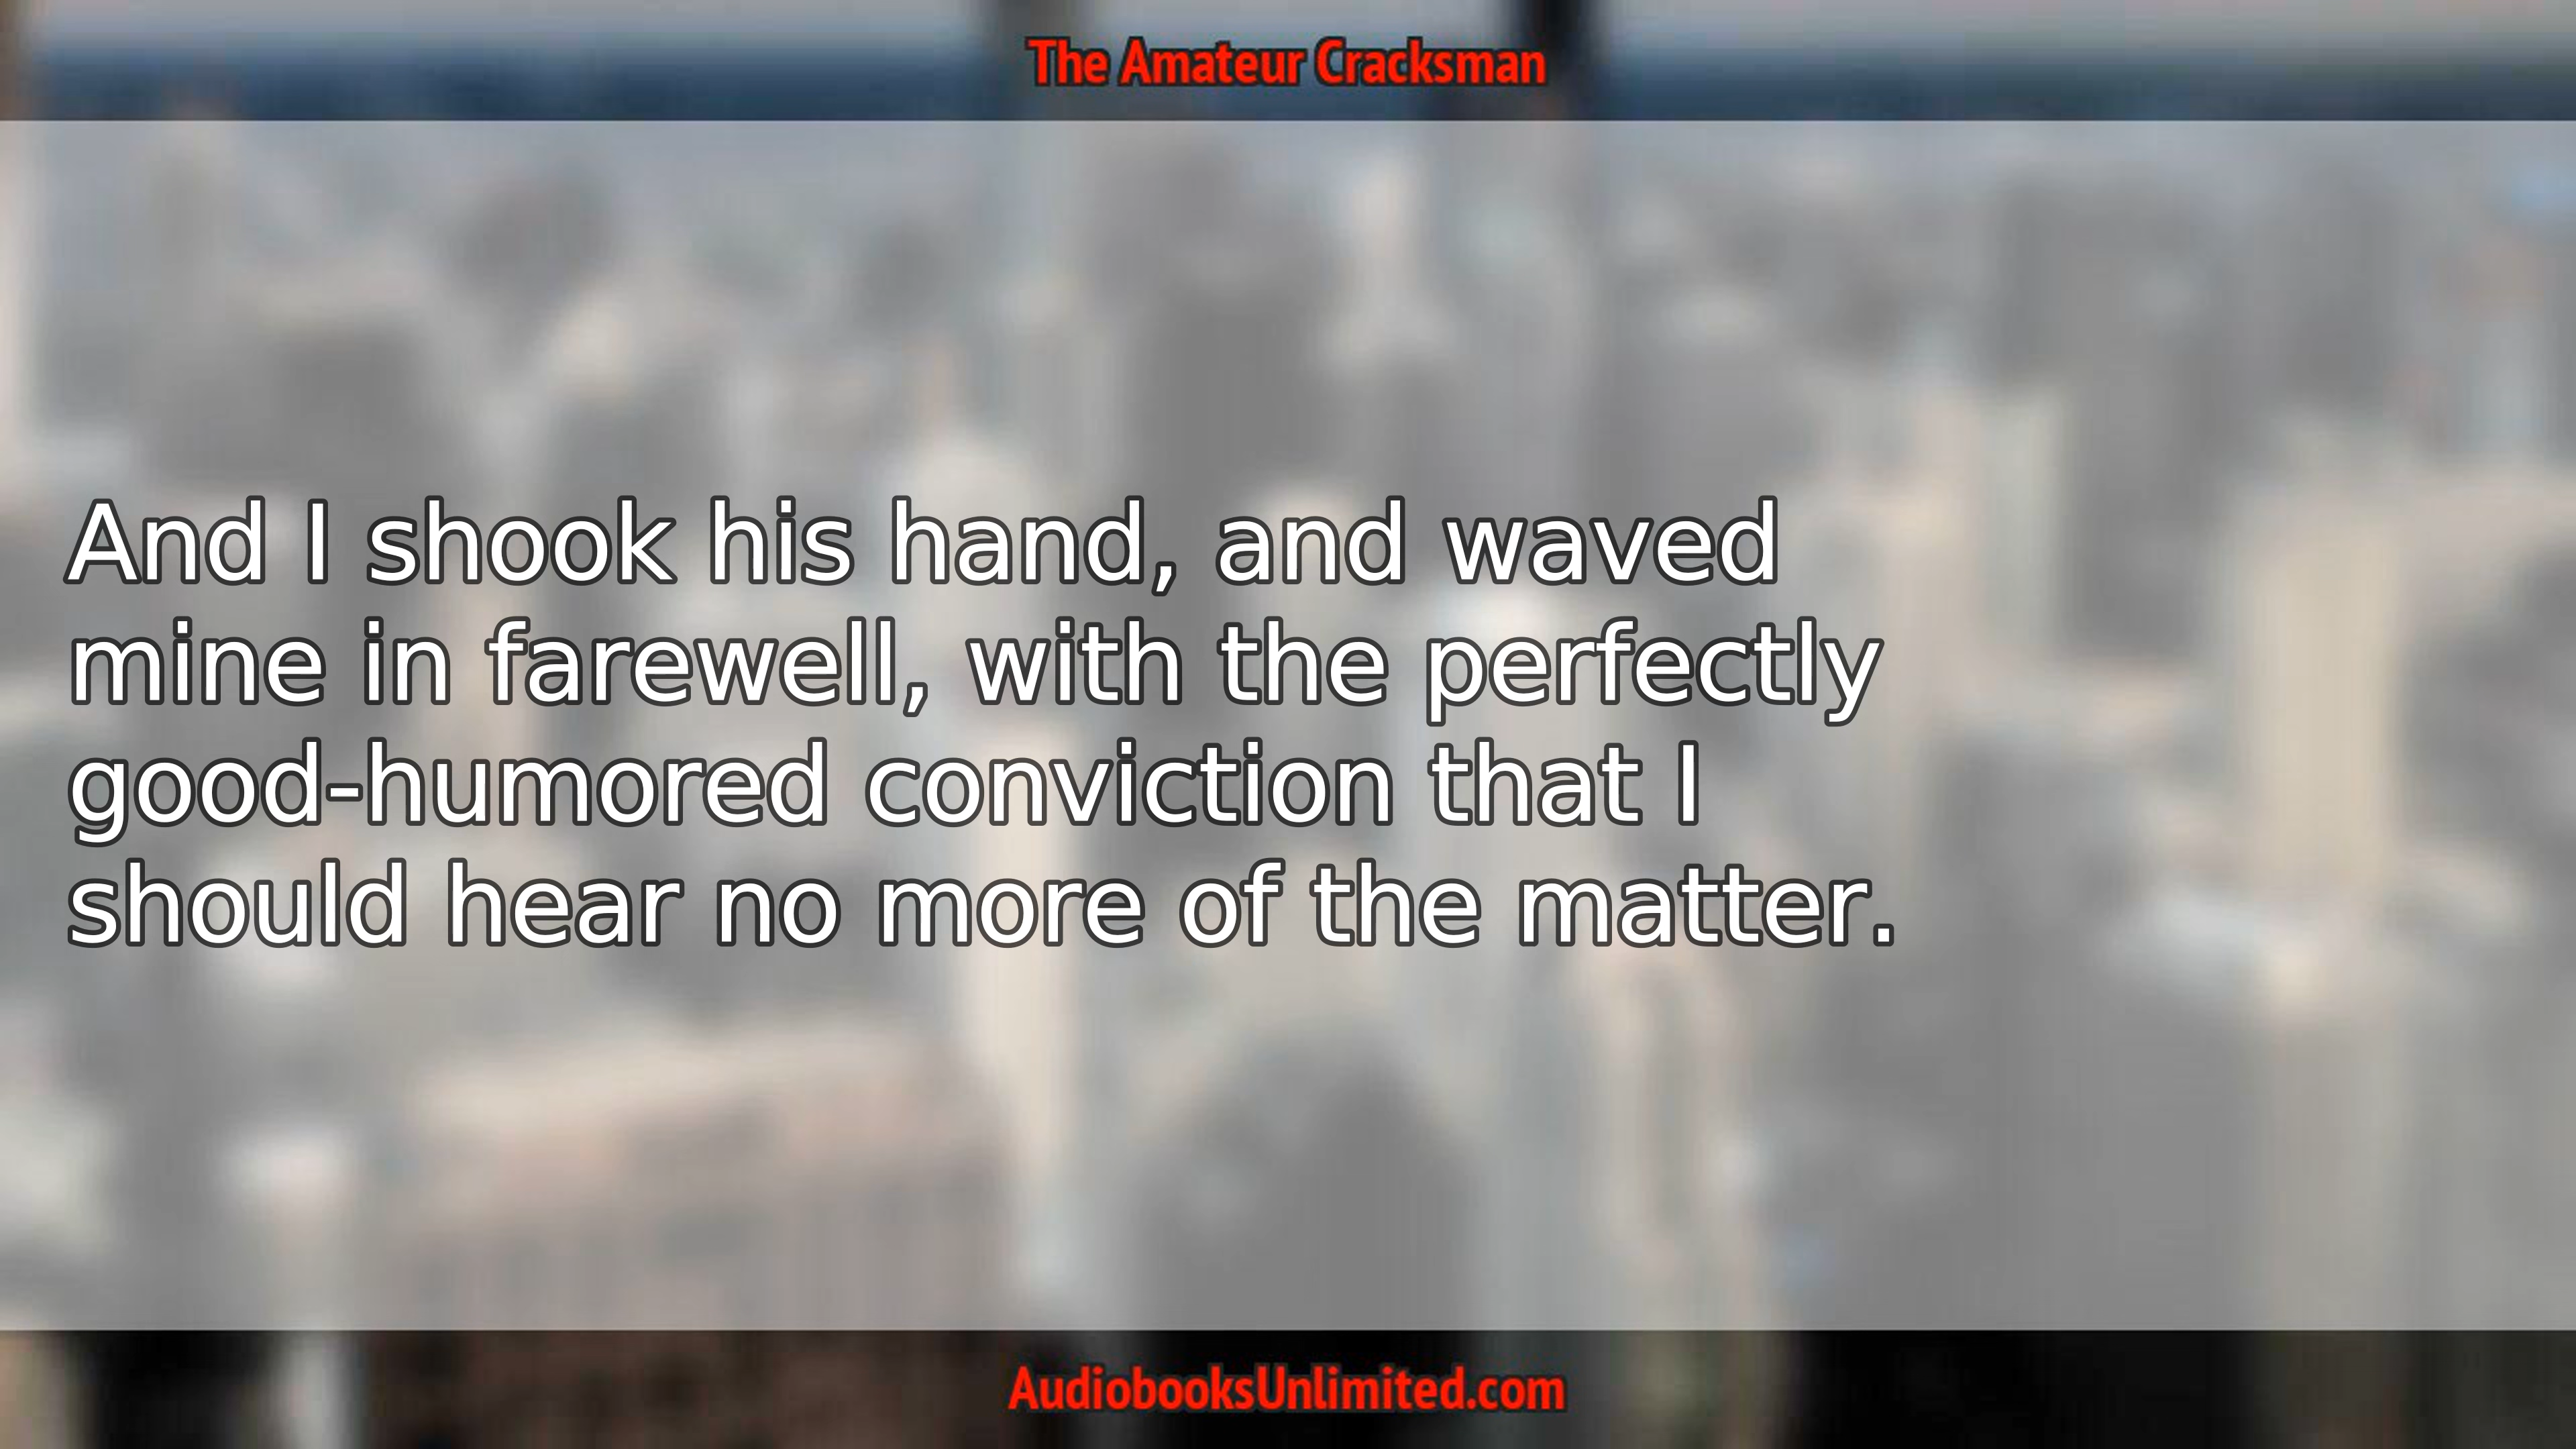 The Amateur Cracksman
And I shook his hand, and waved
mine in farewell, with the perfectly
good-humored conviction that I
should hear no more of the matter.
AudiobooksUnlimited.com